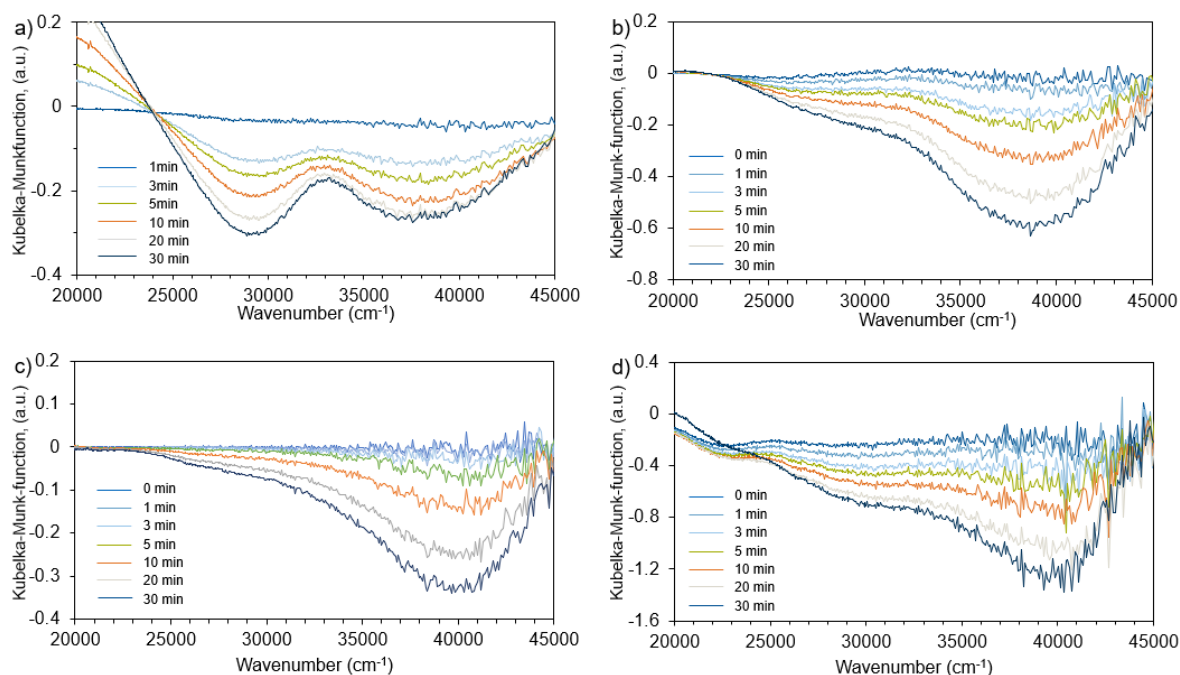 a)
Kubelka-Munkfunction, (a.u.)
0.2
0
-0.2
-0.4
1min
3min
5min
10 min
20 min
30 min
20000 25000 30000 35000 40000 45000
Wavenumber (cm-1)
b)
Kubelka-Munk-function, (a.u.)
0.2
0
-0.2
-0.4
-0.6
-0.8
0 min
1 min
3 min
5 min
10 min
20 min
30 min
20000 25000 30000 35000 40000 45000
Wavenumber (cm-1)
c)
Kubelka-Munk-function, (a.u.)
0.2
0.1
0
-0.1
-0.2
-0.3
-0.4
0 min
1 min
3 min
5 min
10 min
20 min
30 min
20000 25000 30000 35000 40000 45000
Wavenumber (cm-1)
d)
Kubelka-Munk-function, (a.u.)
0.4
0
-0.4
-0.8
-1.2
-1.6
0 min
1 min
3 min
5 min
10 min
20 min
30 min
20000 25000 30000 35000 40000 45000
Wavenumber (cm-1)